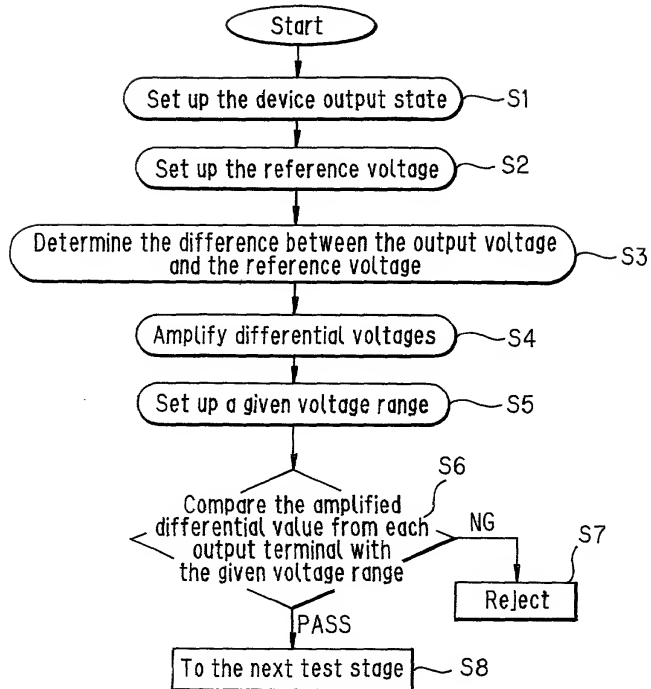 Start
Set up the device output state
S1
Set up the reference voltage
S2
Determine the difference between the output voltage
and the reference voltage
S3
Amplify differential voltages
S4
Set up a given voltage range
S5
S6
Compare the amplified
differential value from each
output terminal with
the given voltage range
NG
S7
Reject
PASS
To the next test stage
S8